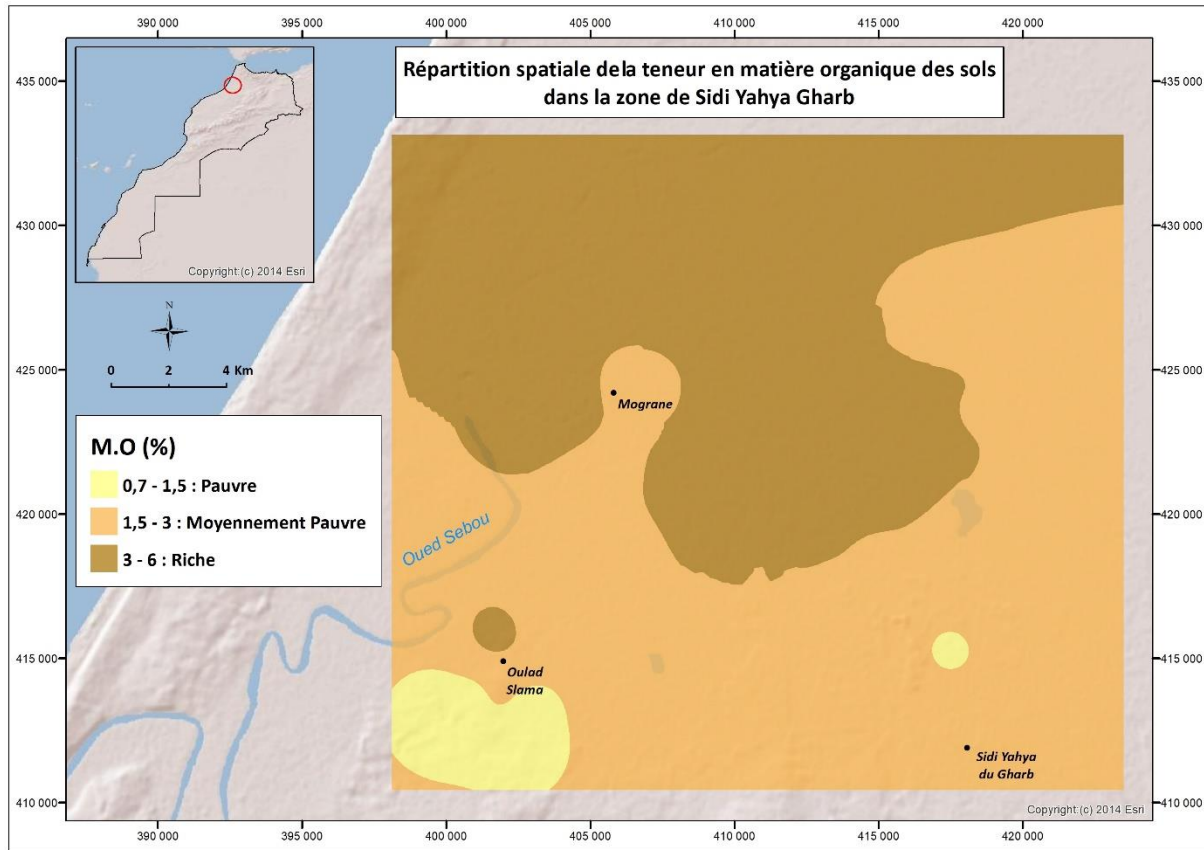 390 000
395 000
400 000
405 000
410 000
415 000
420 000
Répartition spatiale dela teneur en matière organique des sols
dans la zone de Sidi Yahya Gharb
435 000
435 000
430 000
430 000
425 000
425 000
420 000
420 000
415 000
415 000
410 000
410 000
Copyright:(c) 2014 Esri
N
0 2 4 Km
M.O (%)
0,7 - 1,5 : Pauvre
1,5 - 3 : Moyennement Pauvre
3 - 6 : Riche
Mograne
Oued Sebou
Oulad
Slama
Sidi Yahya
du Gharb
Copyright:(c) 2014 Esri
390 000
395 000
400 000
405 000
410 000
415 000
420 000